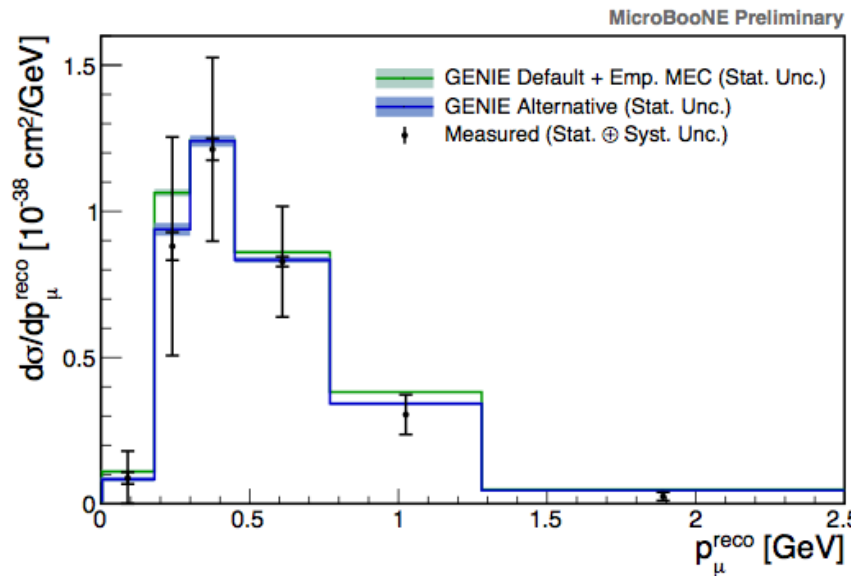 MicroBooNE Preliminary
dσ/dp_μ^reco [10^-38 cm^2/GeV]
1.5
1
0.5
0
GENIE Default + Emp. MEC (Stat. Unc.)
GENIE Alternative (Stat. Unc.)
Measured (Stat. ⊕ Syst. Unc.)
0 0.5 1 1.5 2 2.5
p_μ^reco [GeV]